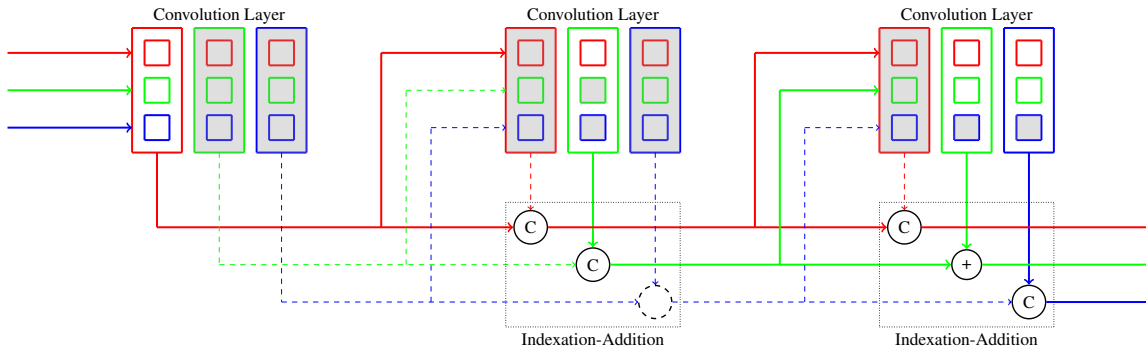 Convolution Layer
Convolution Layer
Convolution Layer
C
C
C
+
C
Indexation-Addition
Indexation-Addition